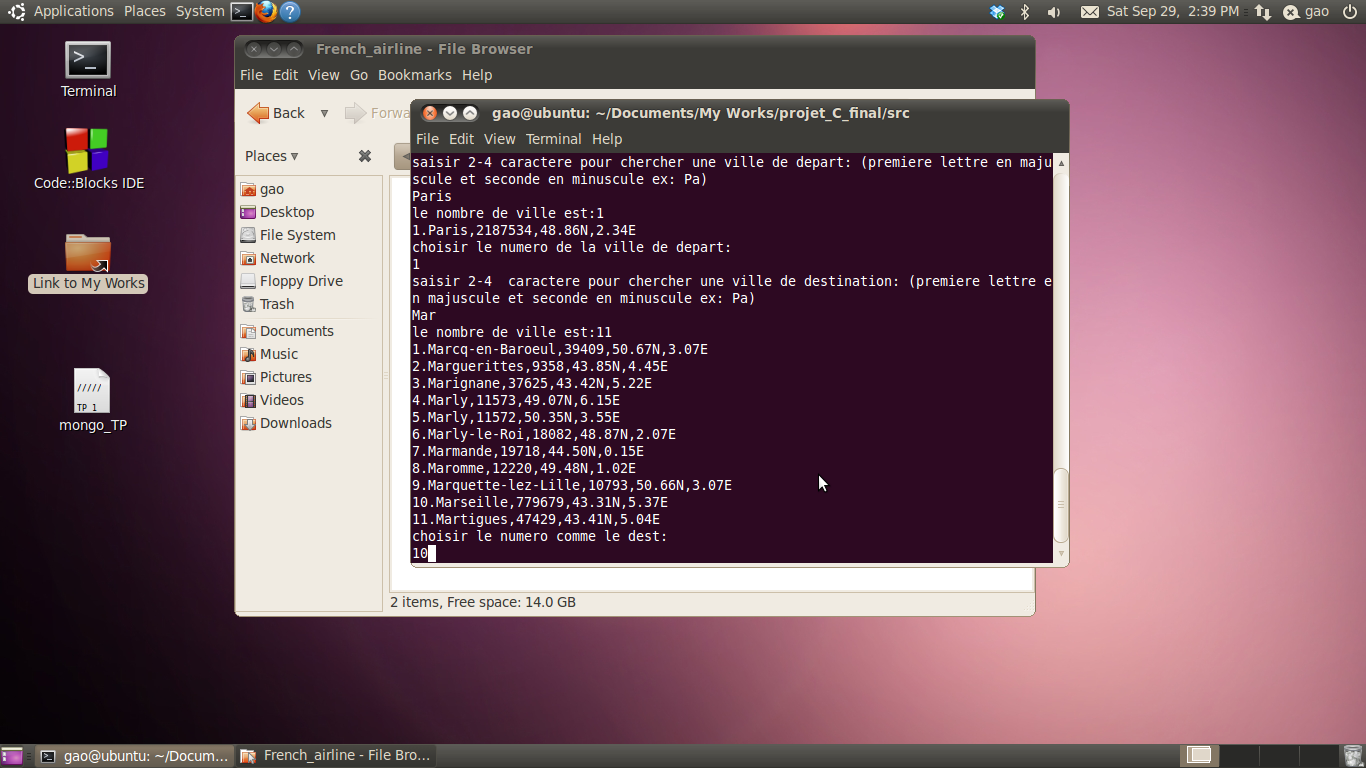 Applications Places System
Sat Sep 29, 2:39 PM
gao
Terminal
Code::Blocks IDE
Link to My Works
/////
TP 1
mongo_TP
French_airline - File Browser
File Edit View Go Bookmarks Help
Back
Forwa
Places
gao
Desktop
File System
Network
Floppy Drive
Trash
Documents
Music
Pictures
Videos
Downloads
2 items, Free space: 14.0 GB
gao@ubuntu: ~/Documents/My Works/projet_C_final/src
File Edit View Terminal Help
saisir 2-4 caractere pour chercher une ville de depart: (premiere lettre en maju
scule et seconde en minuscule ex: Pa)
Paris
le nombre de ville est:1
1.Paris,2187534,48.86N,2.34E
choisir le numero de la ville de depart:
1
saisir 2-4  caractere pour chercher une ville de destination: (premiere lettre e
n majuscule et seconde en minuscule ex: Pa)
Mar
le nombre de ville est:11
1.Marcq-en-Baroeul,39409,50.67N,3.07E
2.Marguerittes,9358,43.85N,4.45E
3.Marignane,37625,43.42N,5.22E
4.Marly,11573,49.07N,6.15E
5.Marly,11572,50.35N,3.55E
6.Marly-le-Roi,18082,48.87N,2.07E
7.Marmande,19718,44.50N,0.15E
8.Maromme,12220,49.48N,1.02E
9.Marquette-lez-Lille,10793,50.66N,3.07E
10.Marseille,779679,43.31N,5.37E
11.Martigues,47429,43.41N,5.04E
choisir le numero comme le dest:
10
gao@ubuntu: ~/Docum...
French_airline - File Bro...